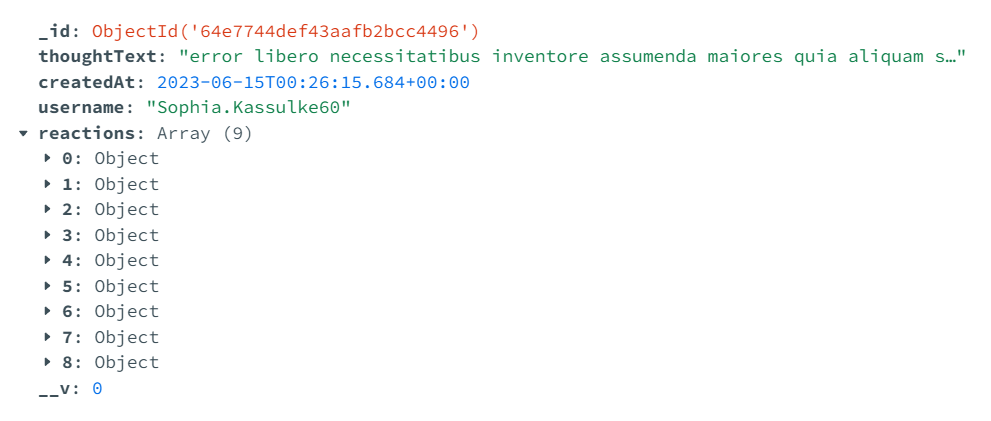 _id: ObjectId('64e7744def43aafb2bcc4496')
thoughtText: "error libero necessitatibus inventore assumenda maiores quia aliquam s…"
createdAt: 2023-06-15T00:26:15.684+00:00
username: "Sophia.Kassulke60"
reactions: Array (9)
0: Object
1: Object
2: Object
3: Object
4: Object
5: Object
6: Object
7: Object
8: Object
__v: 0